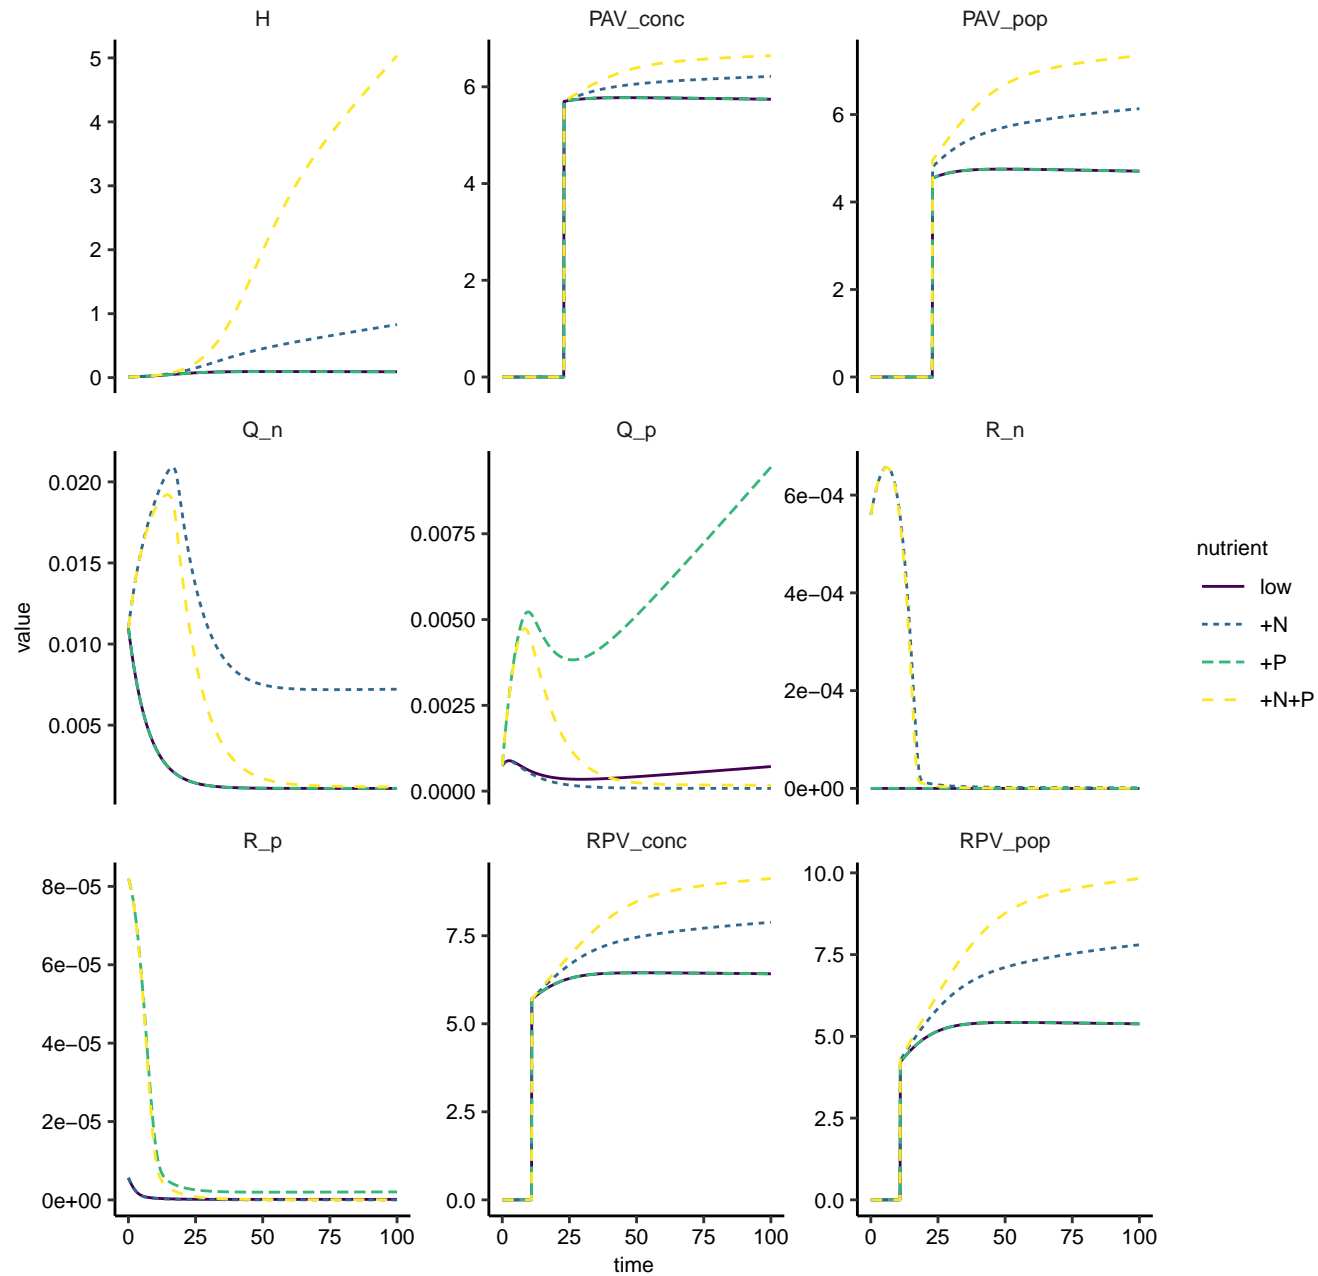 H
PAV_conc
PAV_pop
5
4
3
2
1
0
6
4
2
0
6
4
2
0
Q_n
Q_p
R_n
0.020
0.015
0.010
0.005
0.0075
0.0050
0.0025
0.0000
6e−04
4e−04
2e−04
0e+00
value
nutrient
low
+N
+P
+N+P
R_p
RPV_conc
RPV_pop
8e−05
6e−05
4e−05
2e−05
0e+00
7.5
5.0
2.5
0.0
10.0
7.5
5.0
2.5
0.0
0 25 50 75 100
0 25 50 75 100
0 25 50 75 100
time